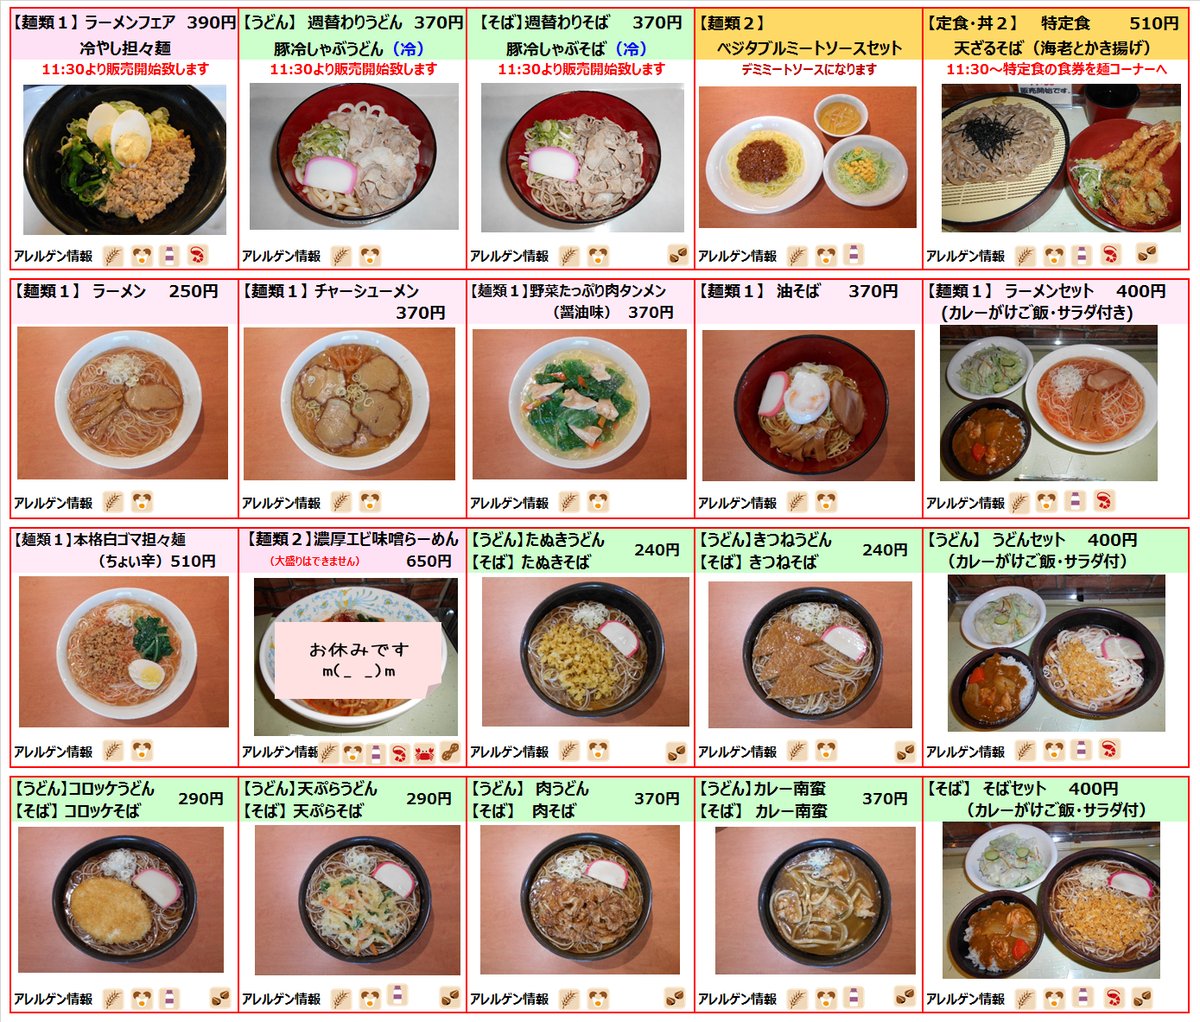 【麺類１】ラーメンフェア 390円
冷やし担々麺
11:30より販売開始致します
アレルゲン情報
【うどん】 週替わりうどん 370円
豚冷しゃぶうどん（冷）
11:30より販売開始致します
アレルゲン情報
【そば】週替わりそば 370円
豚冷しゃぶそば（冷）
11:30より販売開始致します
アレルゲン情報
【麺類２】
ベジタブルミートソースセット
デミミートソースになります
アレルゲン情報
【定食・丼２】 特定食 510円
天ざるそば（海老とかき揚げ）
11:30～特定食の食券を麺コーナーへ
販売開始です。
アレルゲン情報
【麺類１】 ラーメン 250円
アレルゲン情報
【麺類１】 チャーシューメン
370円
アレルゲン情報
【麺類１】野菜たっぷり肉タンメン
（醤油味） 370円
アレルゲン情報
【麺類１】 油そば 370円
アレルゲン情報
【麺類１】 ラーメンセット 400円
(カレーがけご飯・サラダ付き)
アレルゲン情報
【麺類１】本格白ゴマ担々麺
（ちょい辛）510円
アレルゲン情報
【麺類２】濃厚エビ味噌らーめん
（大盛りはできません） 650円
お休みです
m(_ _)m
アレルゲン情報
【うどん】たぬきうどん
【そば】 たぬきそば
240円
アレルゲン情報
【うどん】きつねうどん
【そば】 きつねそば
240円
アレルゲン情報
【うどん】 うどんセット 400円
（カレーがけご飯・サラダ付）
アレルゲン情報
【うどん】コロッケうどん
【そば】 コロッケそば
290円
アレルゲン情報
【うどん】天ぷらうどん
【そば】 天ぷらそば
290円
アレルゲン情報
【うどん】 肉うどん
【そば】 肉そば
370円
アレルゲン情報
【うどん】カレー南蛮
【そば】 カレー南蛮
370円
アレルゲン情報
【そば】 そばセット 400円
（カレーがけご飯・サラダ付）
アレルゲン情報